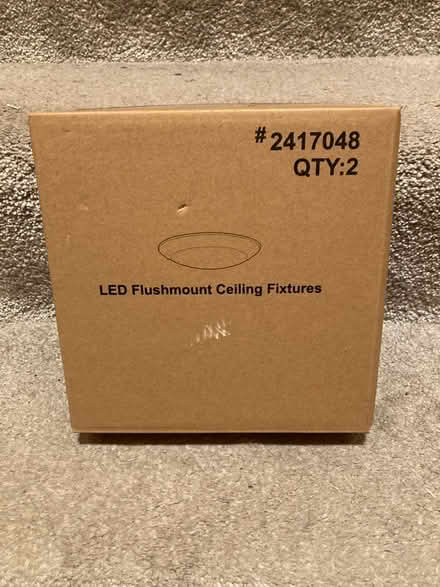 # 2417048
QTY:2
LED Flushmount Ceiling Fixtures